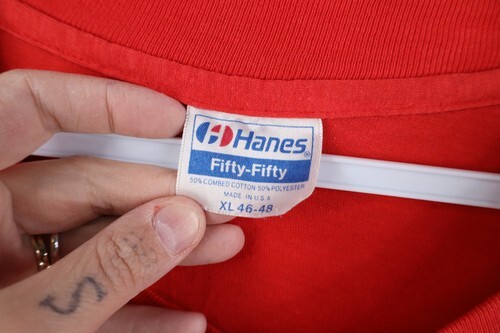 Hanes®
Fifty-Fifty
50% COMBED COTTON 50% POLYESTER
MADE IN U.S.A
XL 46-48
S